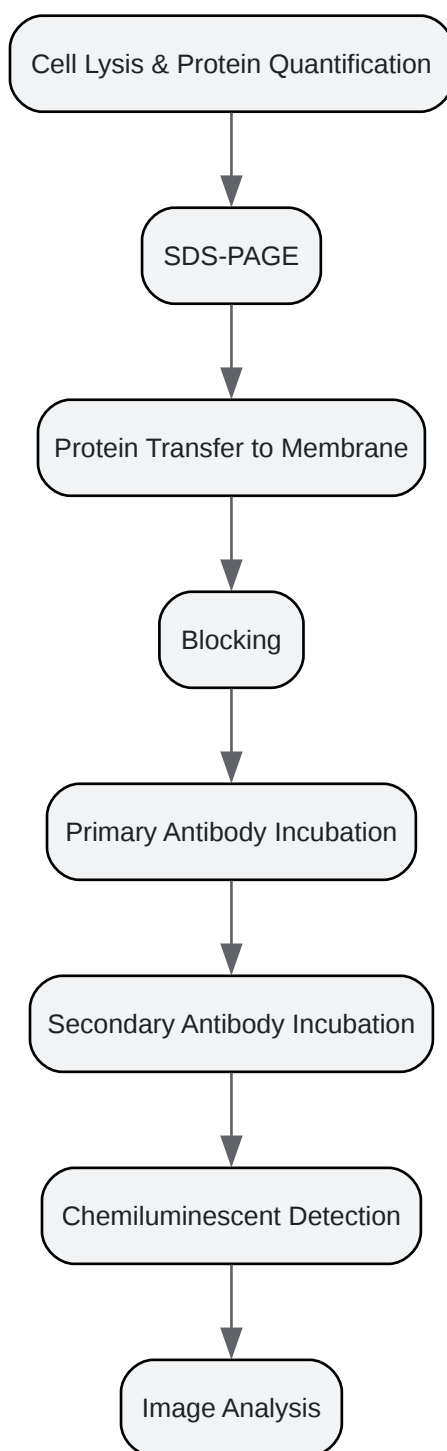 Cell Lysis & Protein Quantification
SDS-PAGE
Protein Transfer to Membrane
Blocking
Primary Antibody Incubation
Secondary Antibody Incubation
Chemiluminescent Detection
Image Analysis